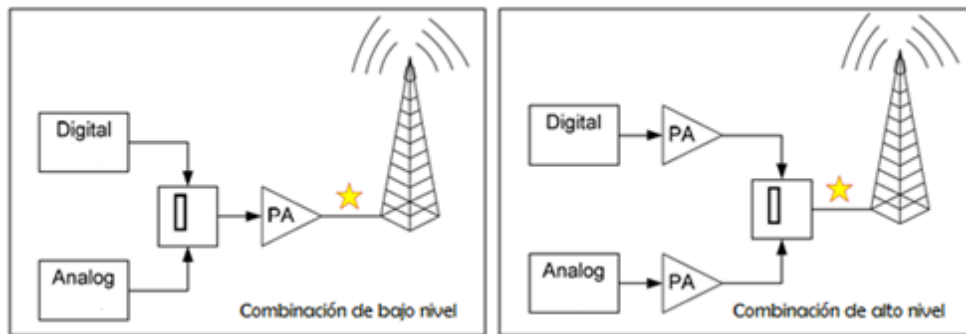 Digital
PA
Analog
Combinación de bajo nivel
Digital
PA
Analog
PA
Combinación de alto nivel